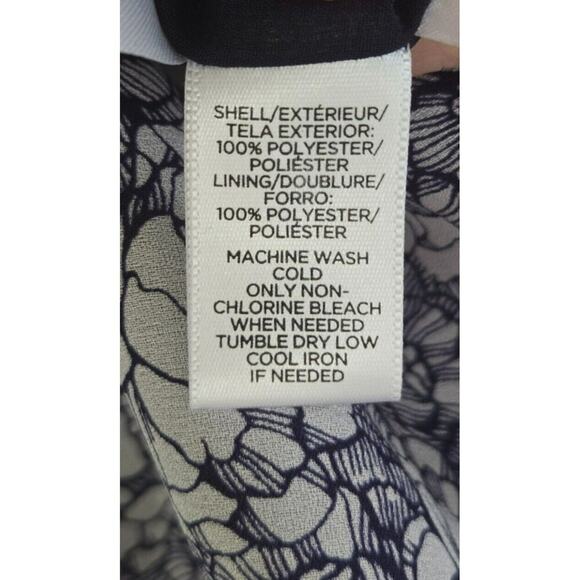 SHELL/EXTÉRIEUR/
TELA EXTERIOR:
100% POLYESTER/
POLIÉSTER
LINING/DOUBLURE/
FORRO:
100% POLYESTER/
POLIÉSTER
MACHINE WASH
COLD
ONLY NON-
CHLORINE BLEACH
WHEN NEEDED
TUMBLE DRY LOW
COOL IRON
IF NEEDED